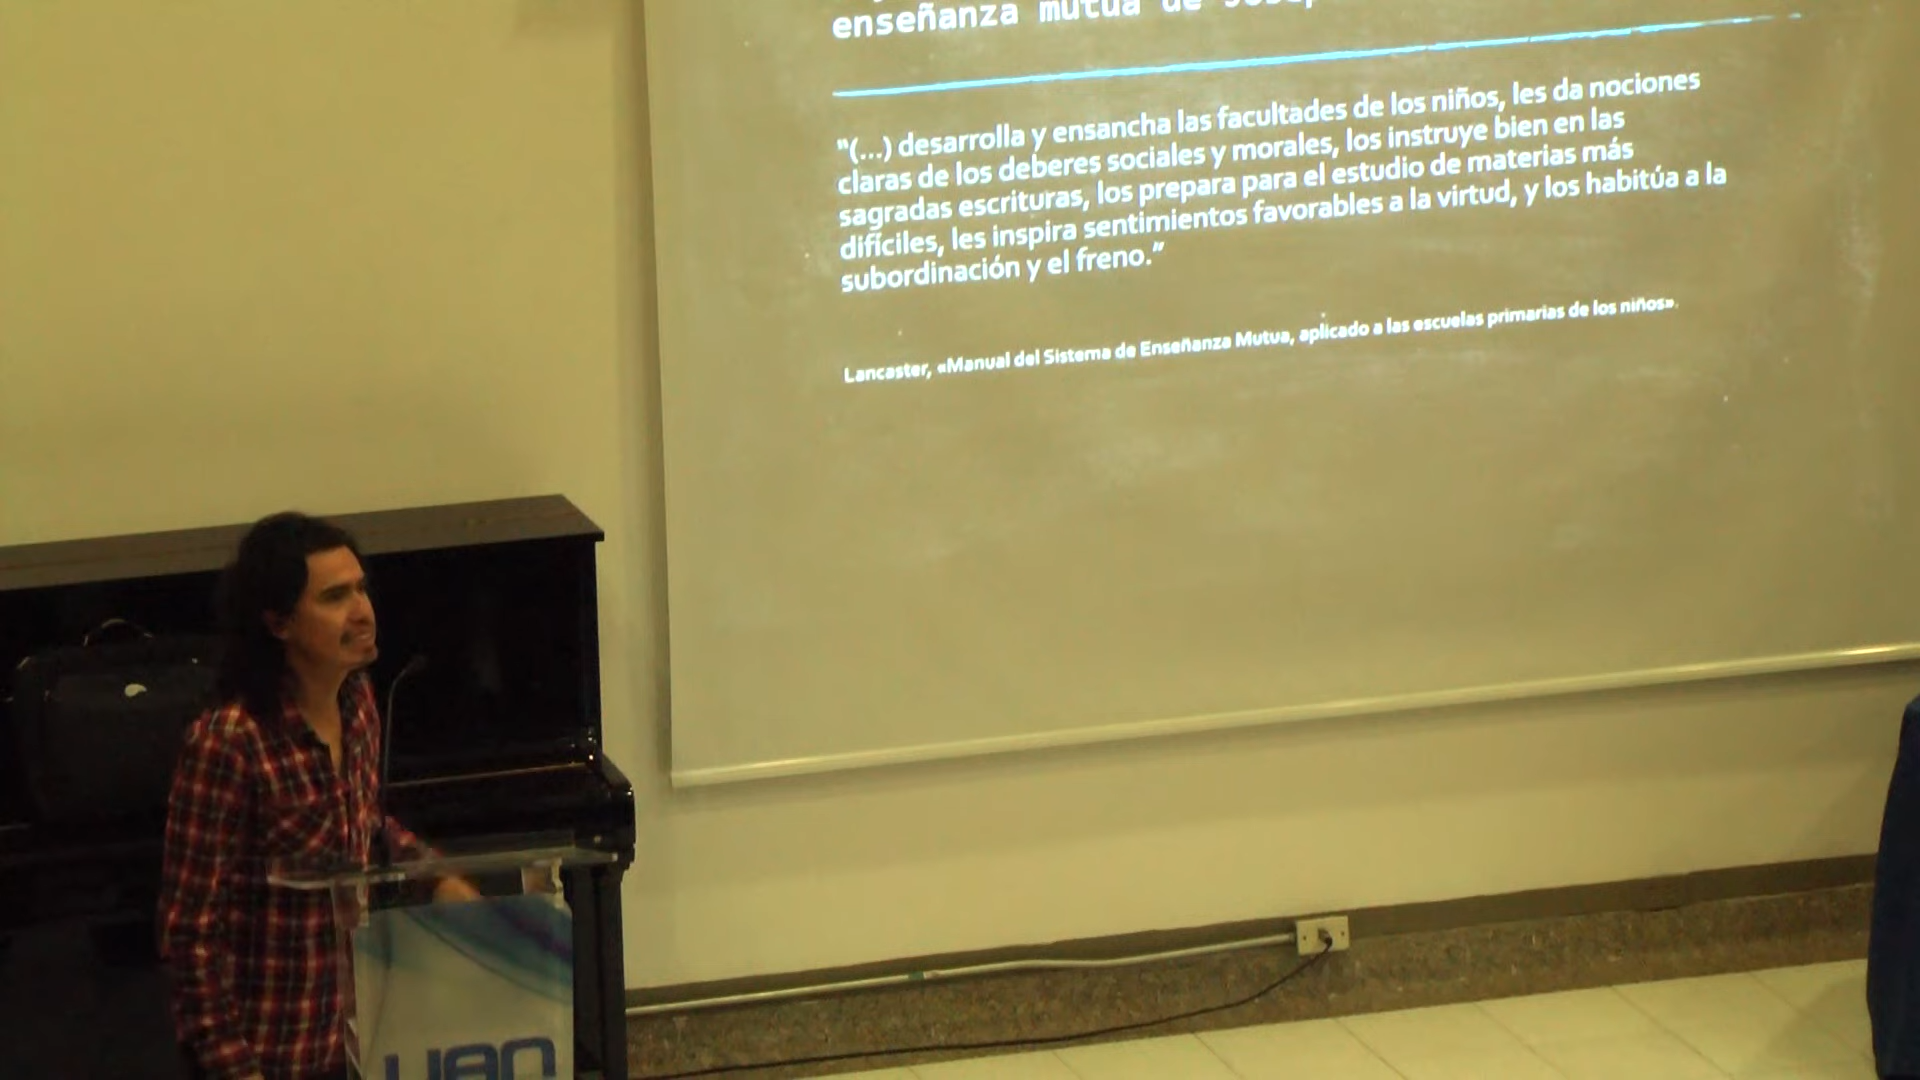 enseñanza mutua de Josep
"(...) desarrolla y ensancha las facultades de los niños, les da nociones
claras de los deberes sociales y morales, los instruye bien en las
sagradas escrituras, los prepara para el estudio de materias más
difíciles, les inspira sentimientos favorables a la virtud, y los habitúa a la
subordinación y el freno.”
Lancaster, «Manual del Sistema de Enseñanza Mutua, aplicado a las escuelas primarias de los niños».
UAN